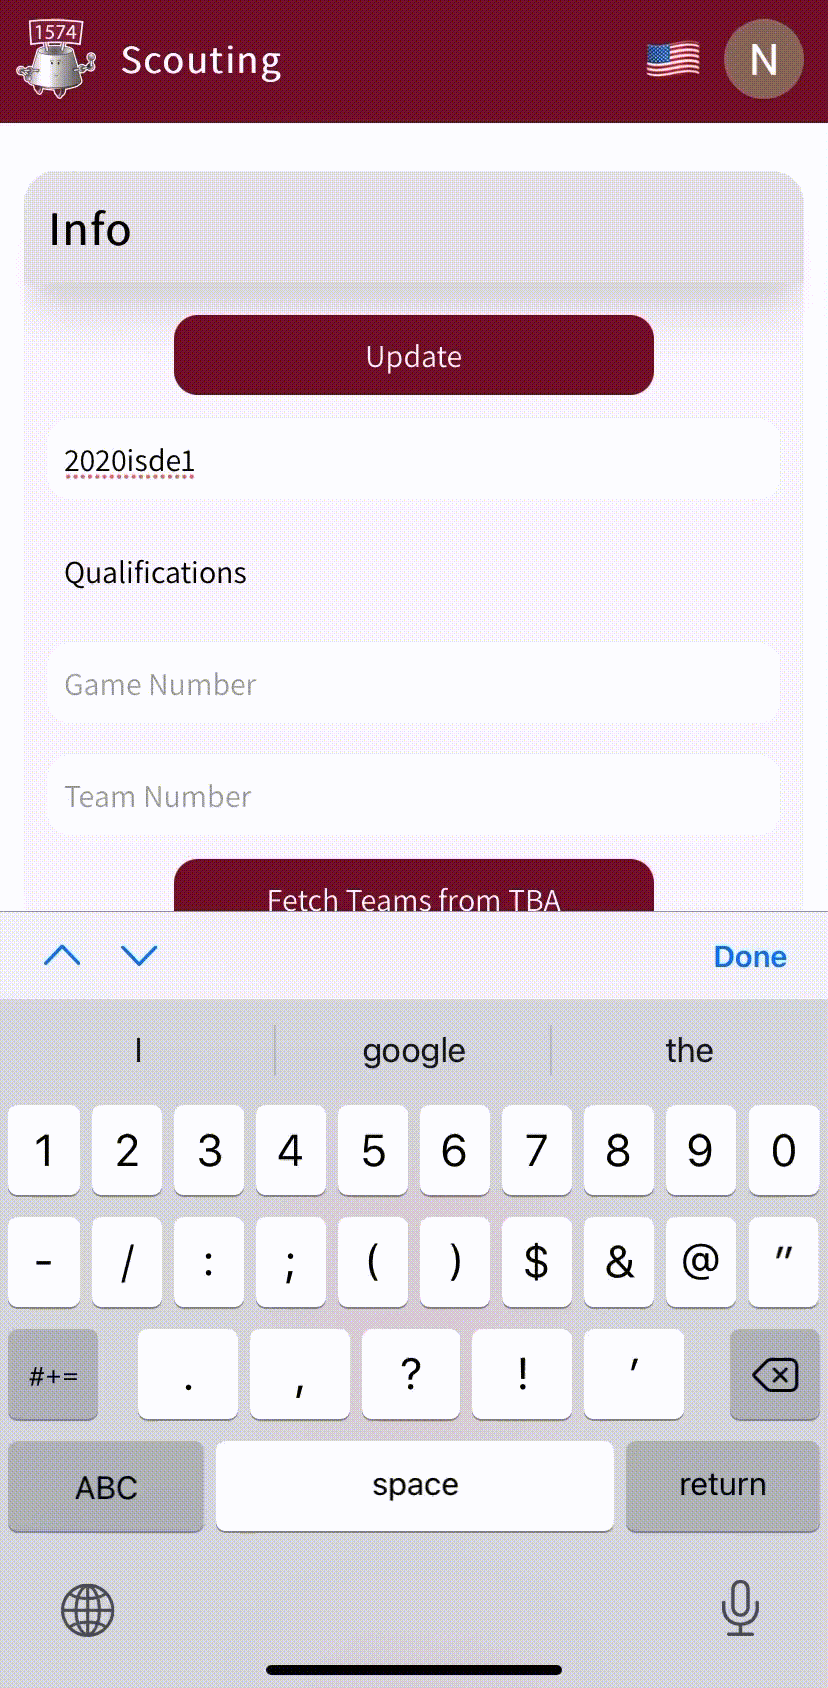 1574
Scouting
N
Info
Update
2020isde1
Qualifications
Game Number
Team Number
Fetch Teams from TBA
Done
I google the
1 2 3 4 5 6 7 8 9 0
- / : ; ( ) $ & @ "
#+= . , ? ! '
ABC space return